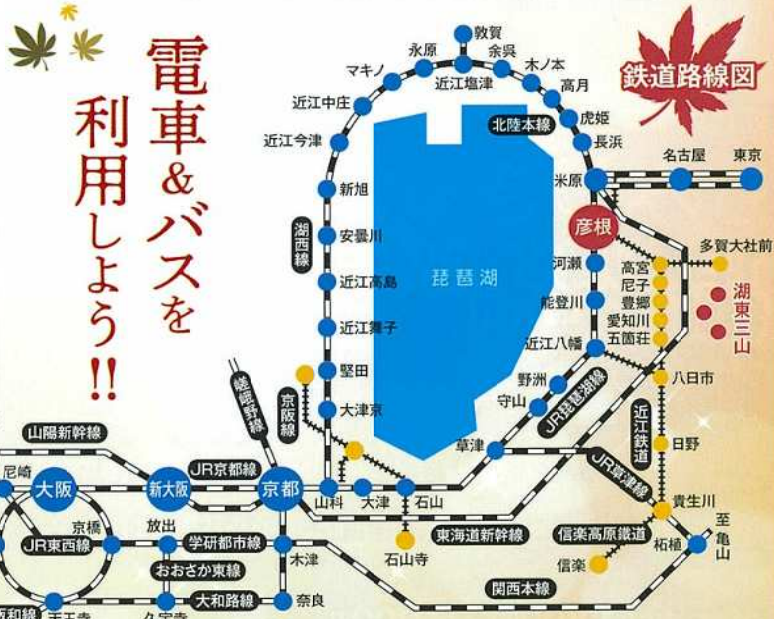 電車&バスを
利用しよう!!
鉄道路線図
敦賀
永原
余呉
マキノ
近江塩津
木ノ本
近江中庄
高月
北陸本線
虎姫
近江今津
長浜
名古屋
東京
新旭
米原
湖西線
安曇川
彦根
多賀大社前
琵琶湖
河瀬
高宮
近江高島
尼子
能登川
豊郷
湖東三山
愛知川
近江舞子
五箇荘
近江八幡
堅田
野洲
八日市
嵯峨野線
京阪線
大津京
守山
JR琵琶湖線
近江鉄道
山陽新幹線
草津
日野
JR京都線
JR草津線
尼崎
大阪
新大阪
京都
山科
大津
石山
貴生川
京橋
放出
東海道新幹線
信楽高原鐵道
至亀山
JR東西線
学研都市線
木津
石山寺
信楽
柘植
おおさか東線
関西本線
大和路線
奈良